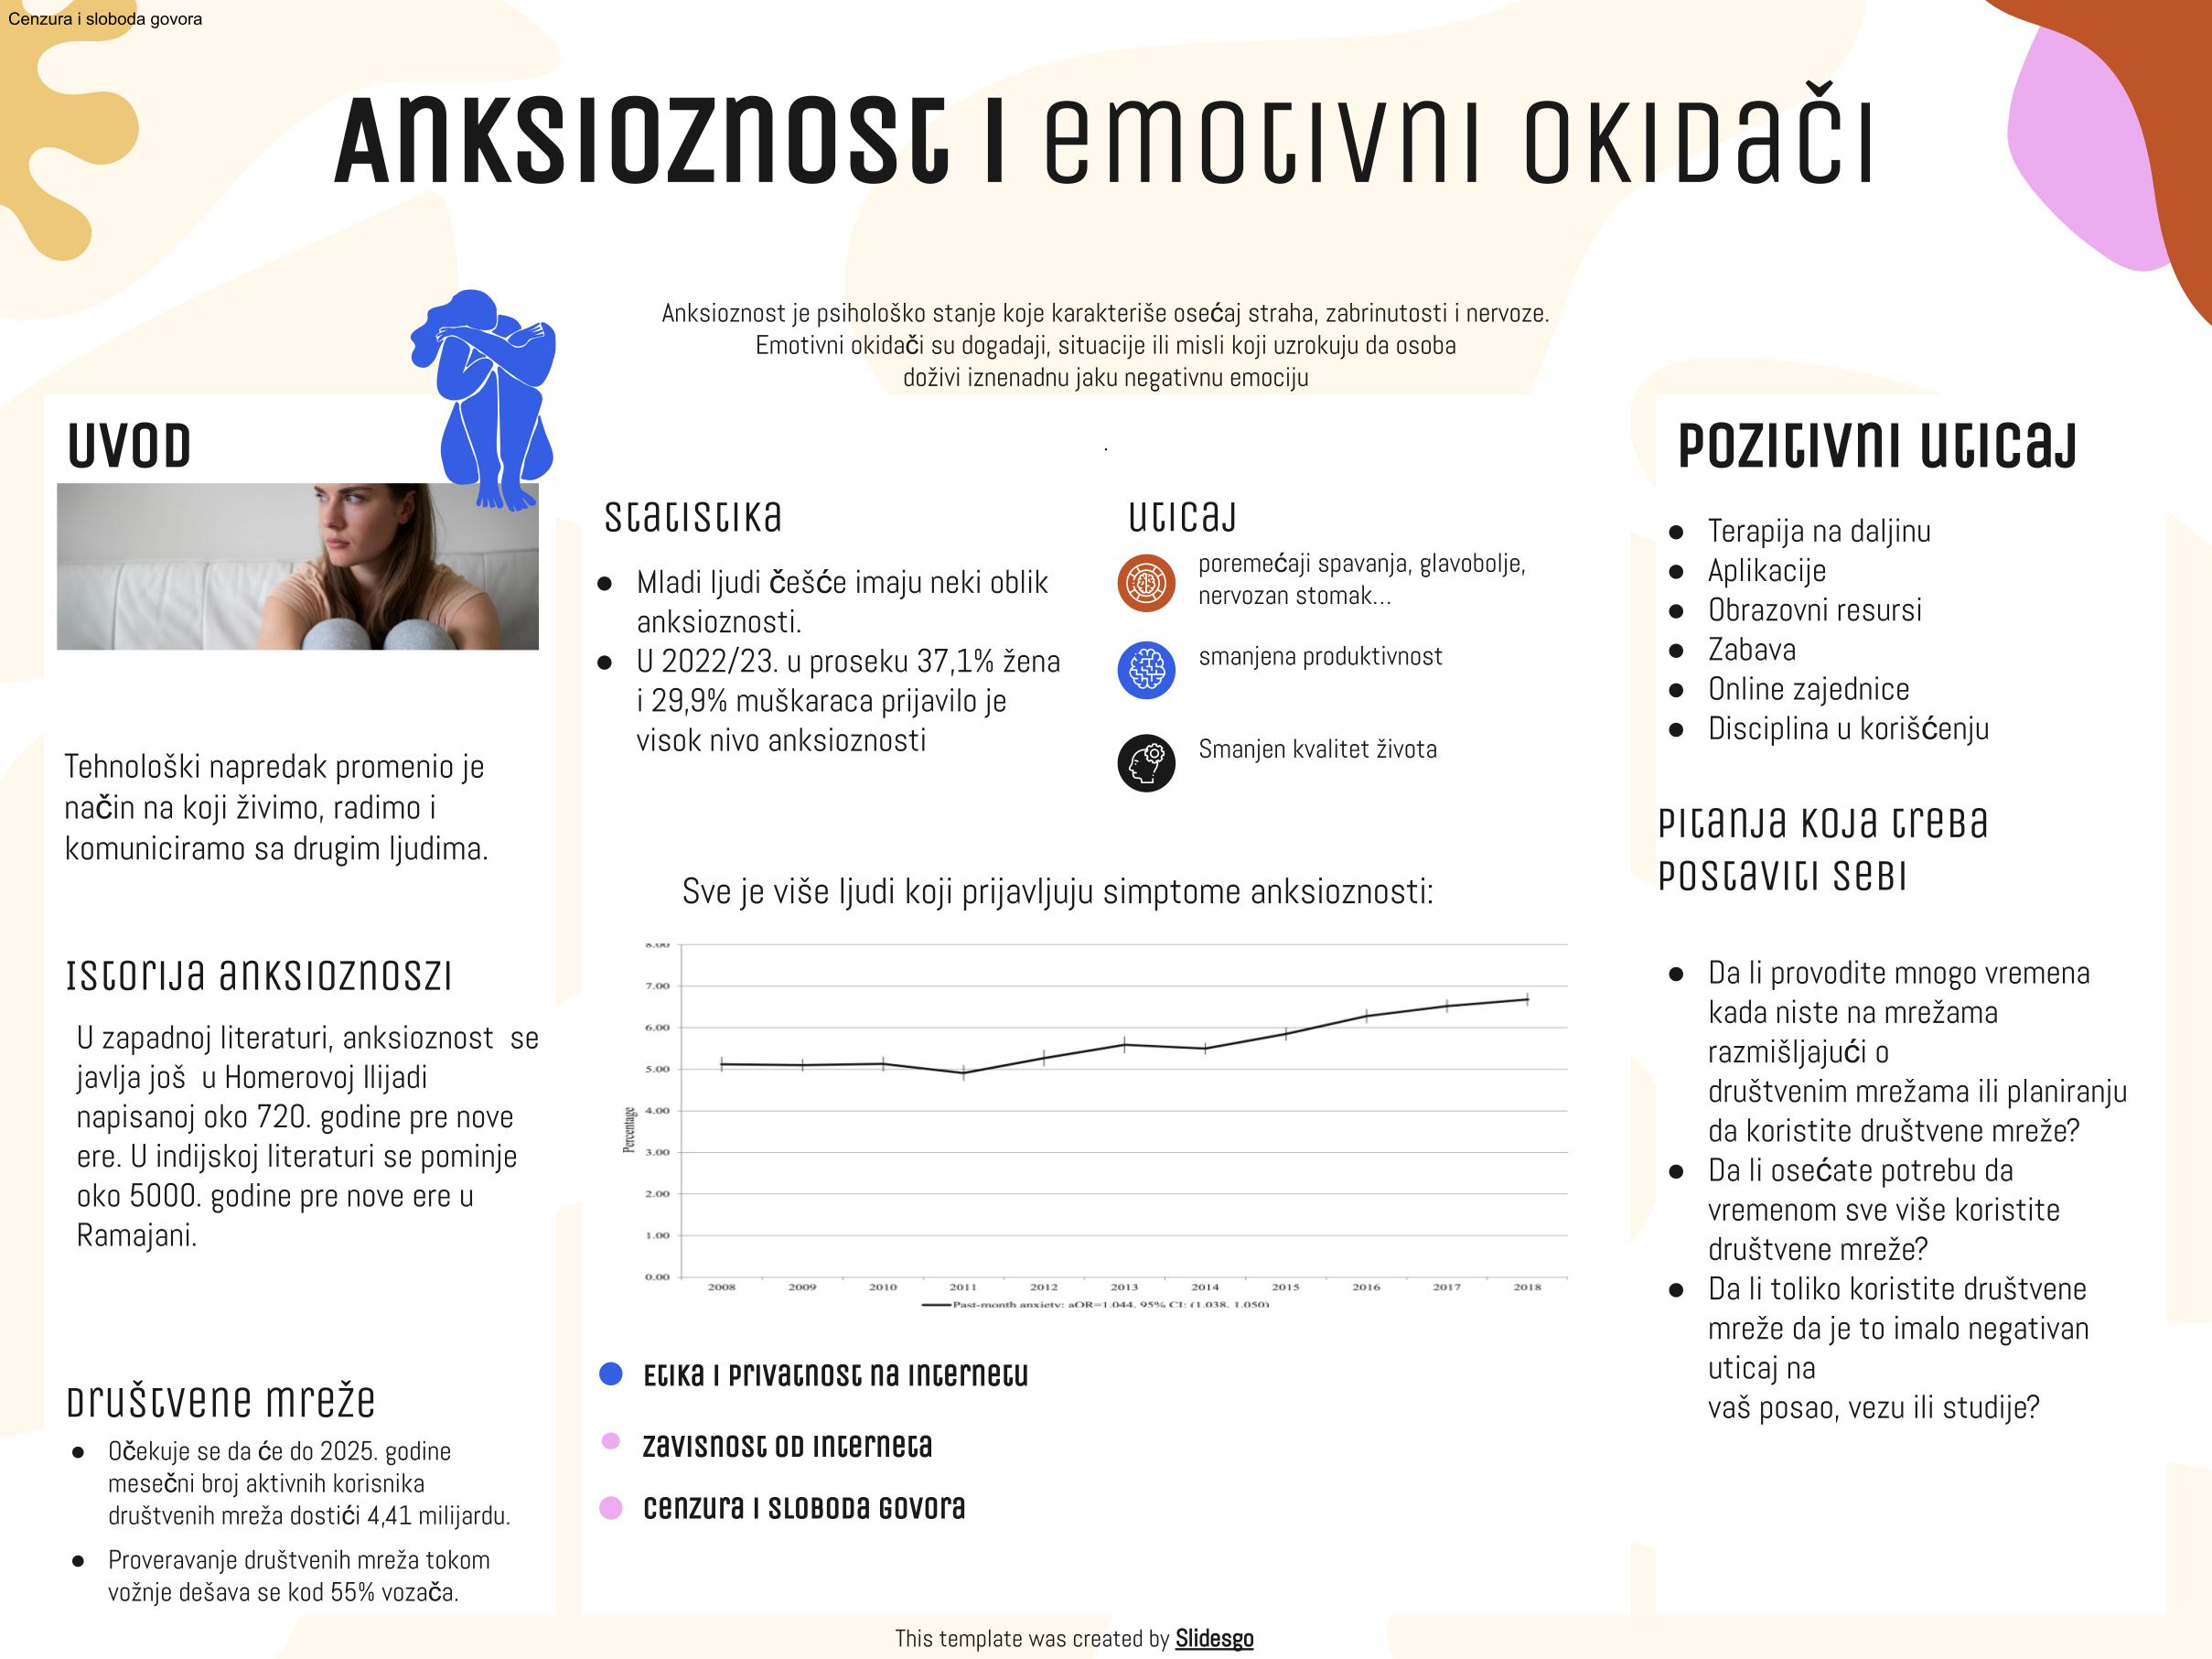 Cenzura i sloboda govora
Anksioznost i emotivni okidači
Anksioznost je psihološko stanje koje karakteriše osećaj straha, zabrinutosti i nervoze.
Emotivni okidači su dogadaji, situacije ili misli koji uzrokuju da osoba
doživi iznenadnu jaku negativnu emociju
.
Uvod
Tehnološki napredak promenio je
način na koji živimo, radimo i
komuniciramo sa drugim ljudima.
Istorija anksioznoszi
U zapadnoj literaturi, anksioznost se
javlja još u Homerovoj Ilijadi
napisanoj oko 720. godine pre nove
ere. U indijskoj literaturi se pominje
oko 5000. godine pre nove ere u
Ramajani.
Društvene mreže
● Očekuje se da će do 2025. godine
mesečni broj aktivnih korisnika
društvenih mreža dostići 4,41 milijardu.
● Proveravanje društvenih mreža tokom
vožnje dešava se kod 55% vozača.
Statistika
● Mladi ljudi češće imaju neki oblik
anksioznosti.
● U 2022/23. u proseku 37,1% žena
i 29,9% muškaraca prijavilo je
visok nivo anksioznosti
uticaj
poremećaji spavanja, glavobolje,
nervozan stomak...
smanjena produktivnost
Smanjen kvalitet života
Sve je više ljudi koji prijavljuju simptome anksioznosti:
8.00
7.00
6.00
5.00
4.00
3.00
2.00
1.00
0.00
Percentage
2008 2009 2010 2011 2012 2013 2014 2015 2016 2017 2018
Past-month anxiety: aOR=1.044, 95% CI: (1.038, 1.050)
Etika i privatnost na internetu
Zavisnost od interneta
Cenzura i sloboda govora
Pozitivni uticaj
● Terapija na daljinu
● Aplikacije
● Obrazovni resursi
● Zabava
● Online zajednice
● Disciplina u korišćenju
Pitanja koja treba
postaviti sebi
● Da li provodite mnogo vremena
kada niste na mrežama
razmišljajući o
društvenim mrežama ili planiranju
da koristite društvene mreže?
● Da li osećate potrebu da
vremenom sve više koristite
društvene mreže?
● Da li toliko koristite društvene
mreže da je to imalo negativan
uticaj na
vaš posao, vezu ili studije?
This template was created by Slidesgo